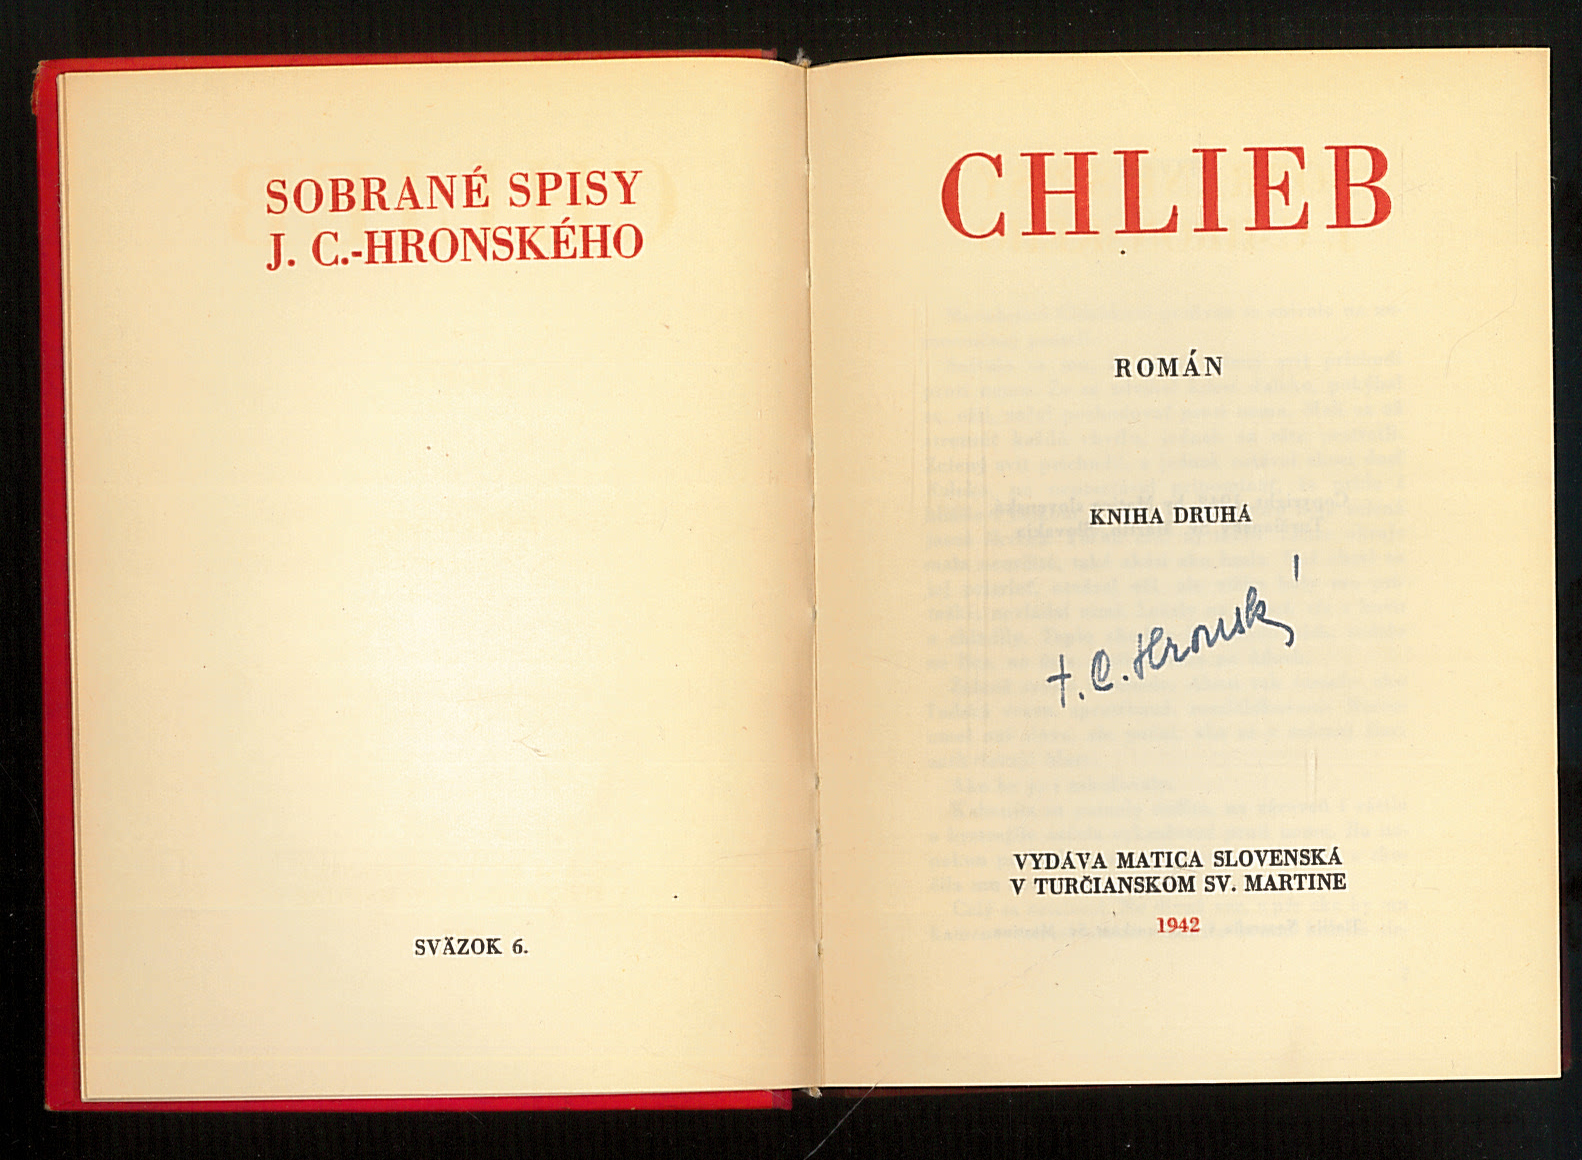 SOBRANÉ SPISY
J. C.-HRONSKÉHO
SVÄZOK 6.
CHLIEB
ROMÁN
KNIHA DRUHÁ
J. C. Hronský
VYDÁVA MATICA SLOVENSKÁ
V TURČIANSKOM SV. MARTINE
1942